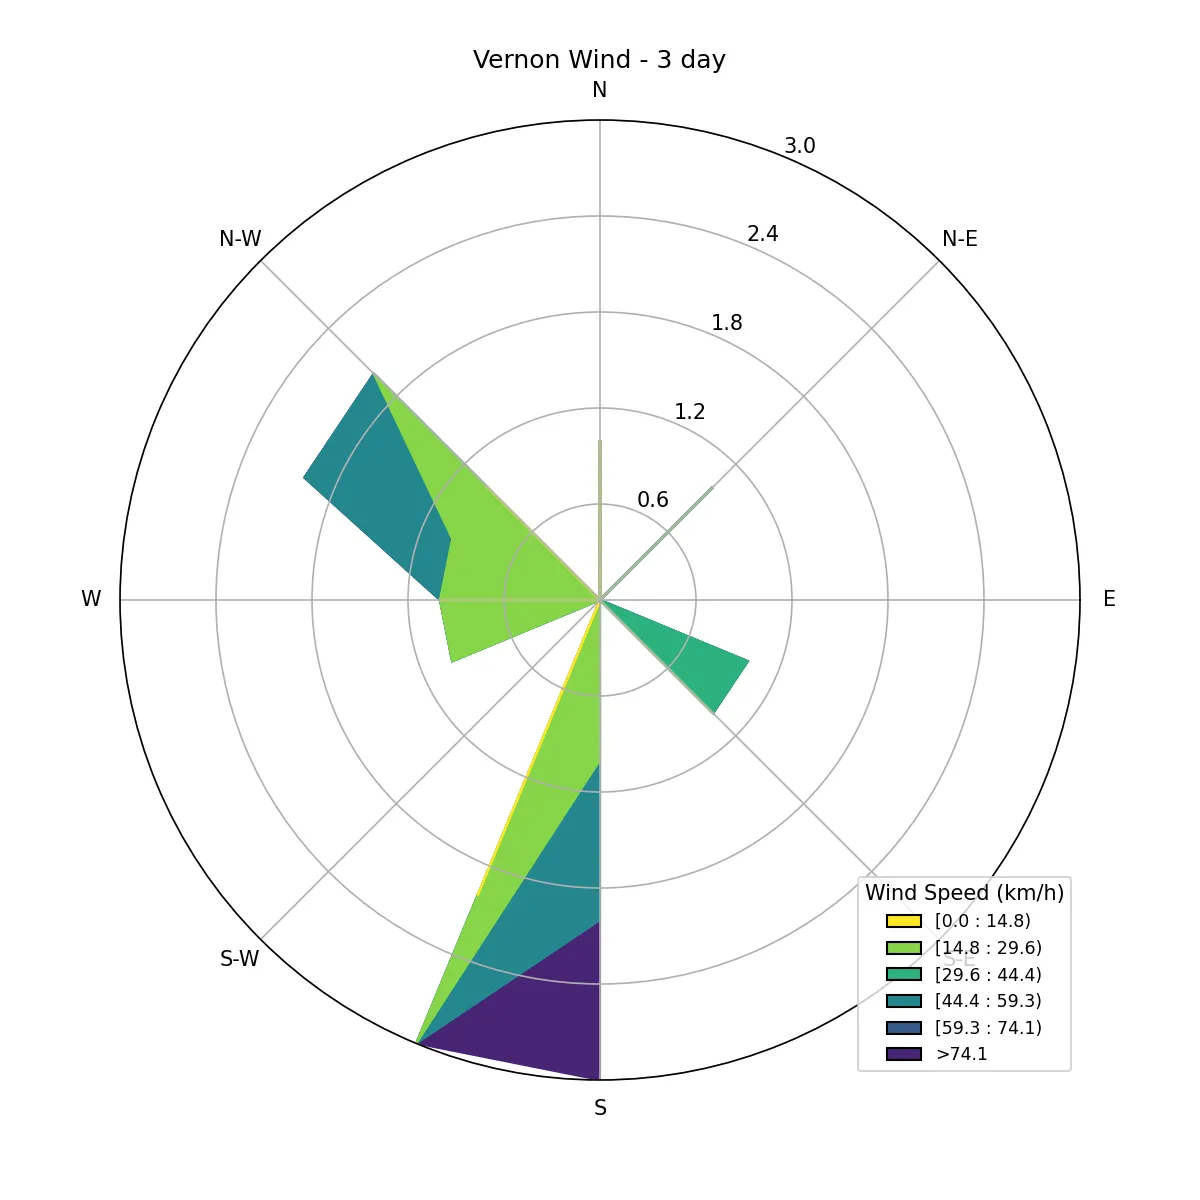 Vernon Wind - 3 day
N
3.0
N-W
N-E
2.4
1.8
1.2
0.6
W
E
S-W
S-E
S
Wind Speed (km/h)
[0.0 : 14.8)
[14.8 : 29.6)
[29.6 : 44.4)
[44.4 : 59.3)
[59.3 : 74.1)
>74.1